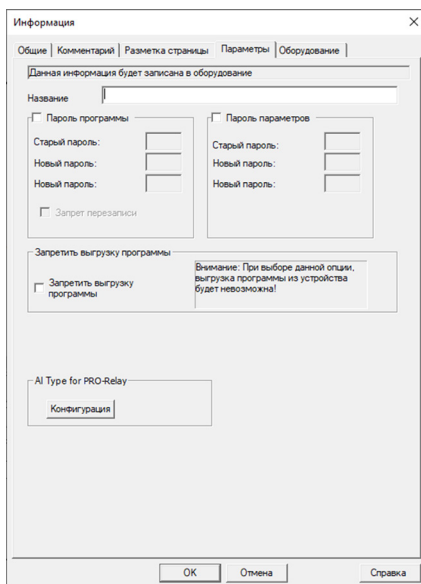 Информация
Общие Комментарий Разметка страницы Параметры Оборудование
Данная информация будет записана в оборудование
Название
Пароль программы
Старый пароль:
Новый пароль:
Новый пароль:
Запрет перезаписи
Пароль параметров
Старый пароль:
Новый пароль:
Новый пароль:
Запретить выгрузку программы
Запретить выгрузку
программы
Внимание: При выборе данной опции,
выгрузка программы из устройства
будет невозможна!
AI Type for PRO-Relay
Конфигурация
OK Отмена Справка